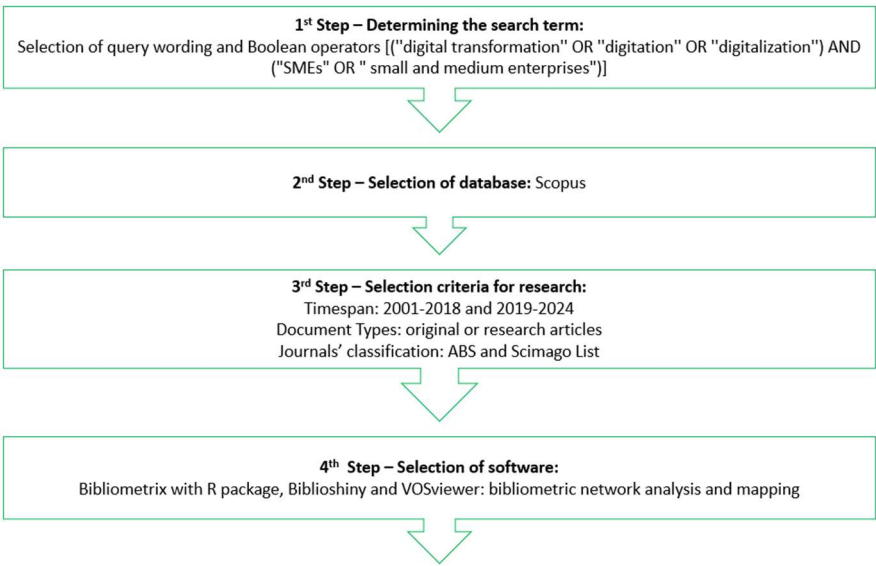 1st Step – Determining the search term:
Selection of query wording and Boolean operators [("digital transformation" OR "digitation" OR "digitalization") AND
("SMEs" OR " small and medium enterprises")]
2nd Step – Selection of database: Scopus
3rd Step – Selection criteria for research:
Timespan: 2001-2018 and 2019-2024
Document Types: original or research articles
Journals' classification: ABS and Scimago List
4th Step – Selection of software:
Bibliometrix with R package, Biblioshiny and VOSviewer: bibliometric network analysis and mapping